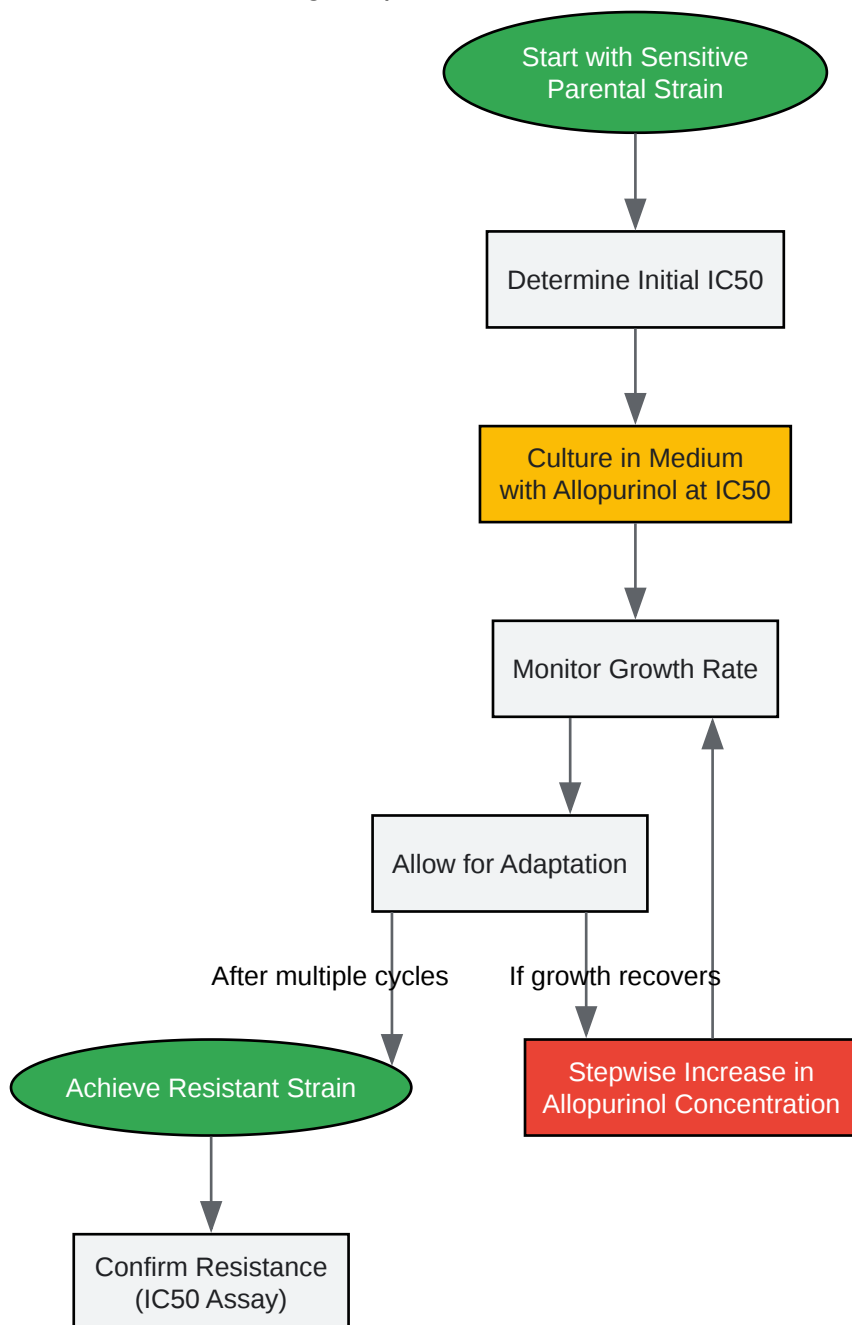 Start with Sensitive
Parental Strain
Determine Initial IC50
Culture in Medium
with Allopurinol at IC50
Monitor Growth Rate
Allow for Adaptation
After multiple cycles
If growth recovers
Achieve Resistant Strain
Stepwise Increase in
Allopurinol Concentration
Confirm Resistance
(IC50 Assay)